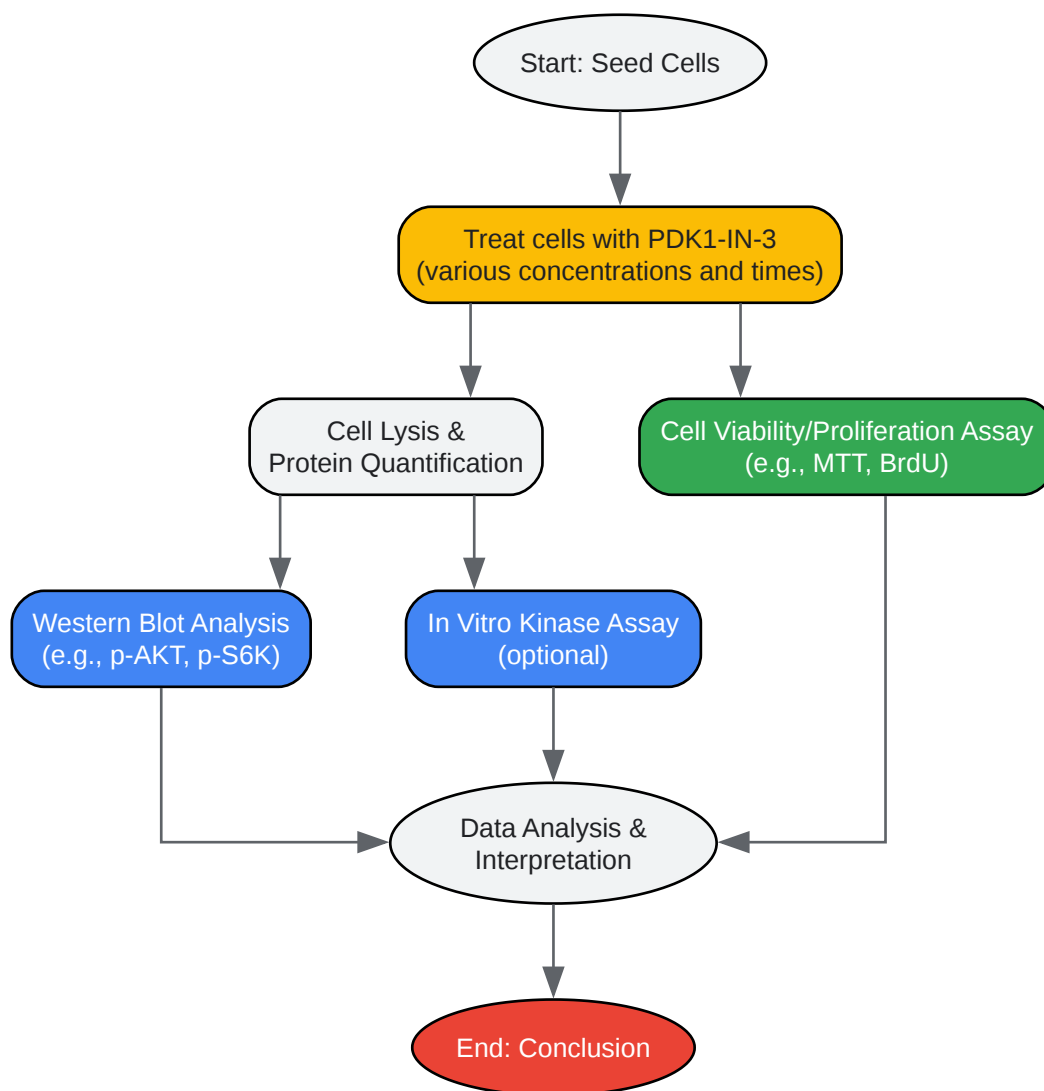 Start: Seed Cells
Treat cells with PDK1-IN-3
(various concentrations and times)
Cell Lysis &
Protein Quantification
Cell Viability/Proliferation Assay
(e.g., MTT, BrdU)
Western Blot Analysis
(e.g., p-AKT, p-S6K)
In Vitro Kinase Assay
(optional)
Data Analysis &
Interpretation
End: Conclusion